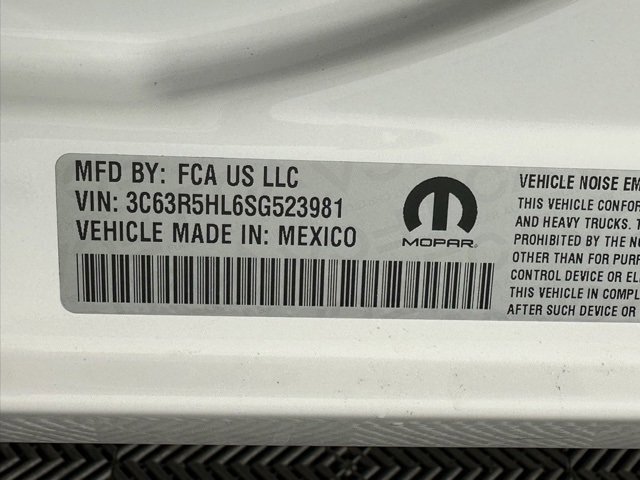 MFD BY: FCA US LLC
VIN: 3C63R5HL6SG523981
VEHICLE MADE IN: MEXICO
MOPAR
VEHICLE NOISE EM
THIS VEHICLE CONFOR
AND HEAVY TRUCKS. T
PROHIBITED BY THE NO
OTHER THAN FOR PURP
CONTROL DEVICE OR EL
THIS VEHICLE IN COMPL
AFTER SUCH DEVICE OR